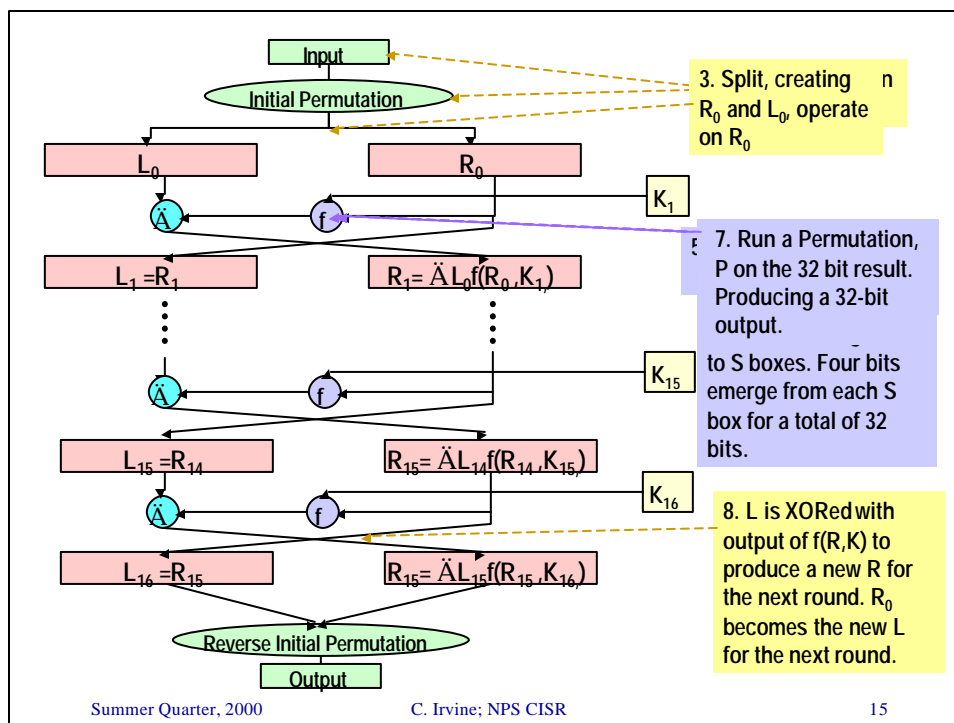 Input
Initial Permutation
3. Split, creating n
R₀ and L₀, operate
on R₀
L₀
R₀
K₁
Ä
f
5
7. Run a Permutation,
P on the 32 bit result.
Producing a 32-bit
output.
L₁ =R₁
R₁= ÄL₀f(R₀ ,K₁,)
to S boxes. Four bits
emerge from each S
box for a total of 32
bits.
K₁₅
Ä
f
L₁₅ =R₁₄
R₁₅= ÄL₁₄f(R₁₄ ,K₁₅,)
K₁₆
Ä
f
8. L is XORed with
output of f(R,K) to
produce a new R for
the next round. R₀
becomes the new L
for the next round.
L₁₆ =R₁₅
R₁₅= ÄL₁₅f(R₁₅ ,K₁₆,)
Reverse Initial Permutation
Output
Summer Quarter, 2000
C. Irvine; NPS CISR
15